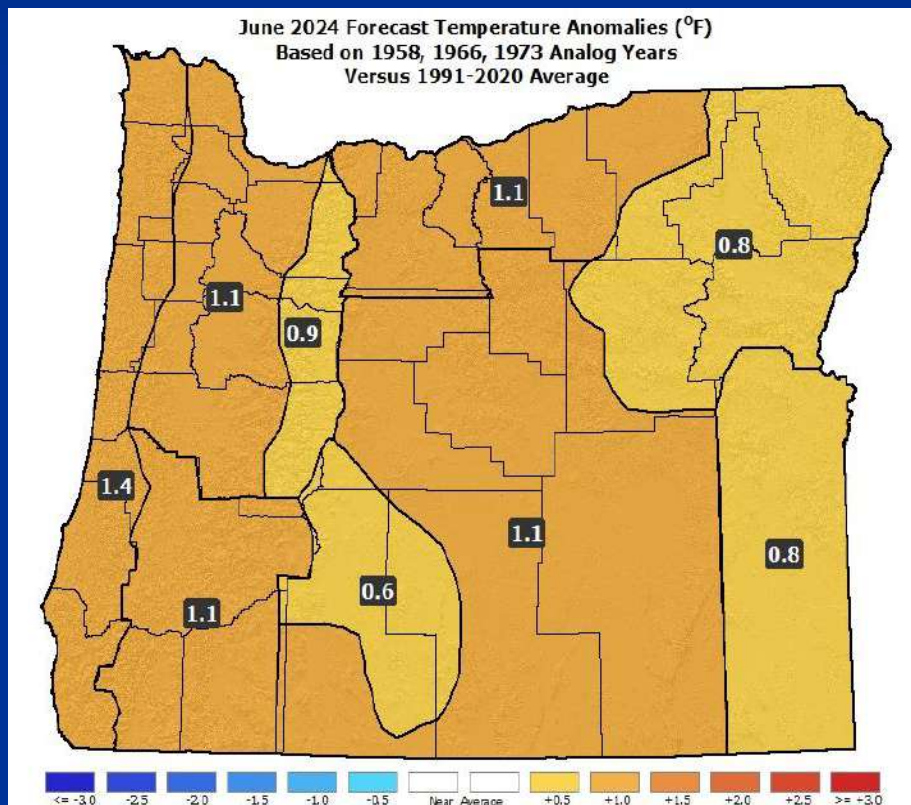 June 2024 Forecast Temperature Anomalies (⁰F)
Based on 1958, 1966, 1973 Analog Years
Versus 1991-2020 Average
1.1
0.8
1.1
0.9
1.4
1.1
0.8
0.6
1.1
<= -3.0 -2.5 -2.0 -1.5 -1.0 -0.5 Near Average +0.5 +1.0 +1.5 +2.0 +2.5 >= +3.0